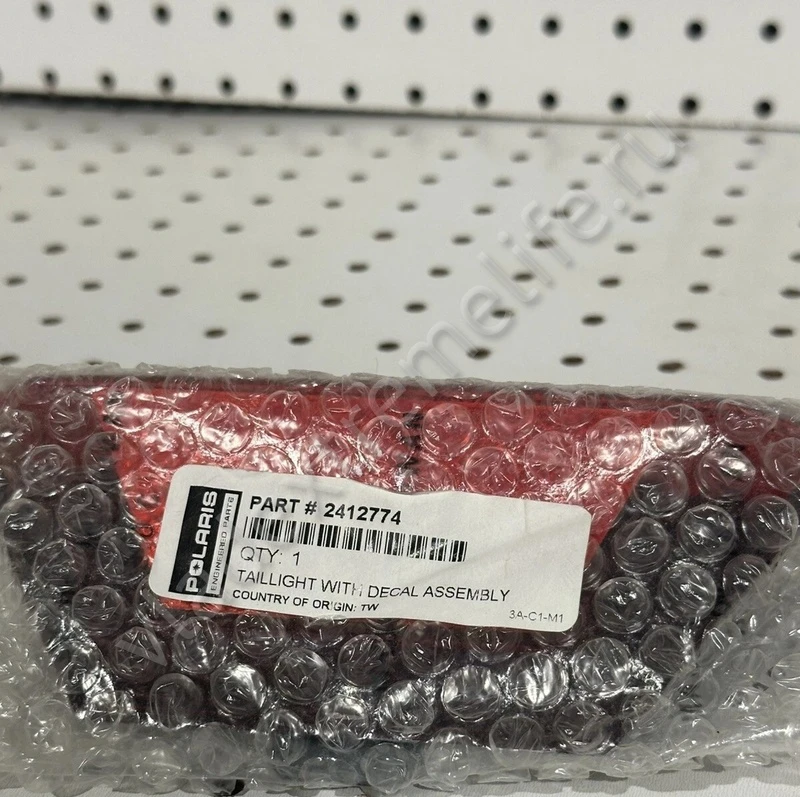 POLARIS
ENGINEERED PARTS
PART # 2412774
QTY: 1
TAILLIGHT WITH DECAL ASSEMBLY
COUNTRY OF ORIGIN: TW
3A-C1-M1